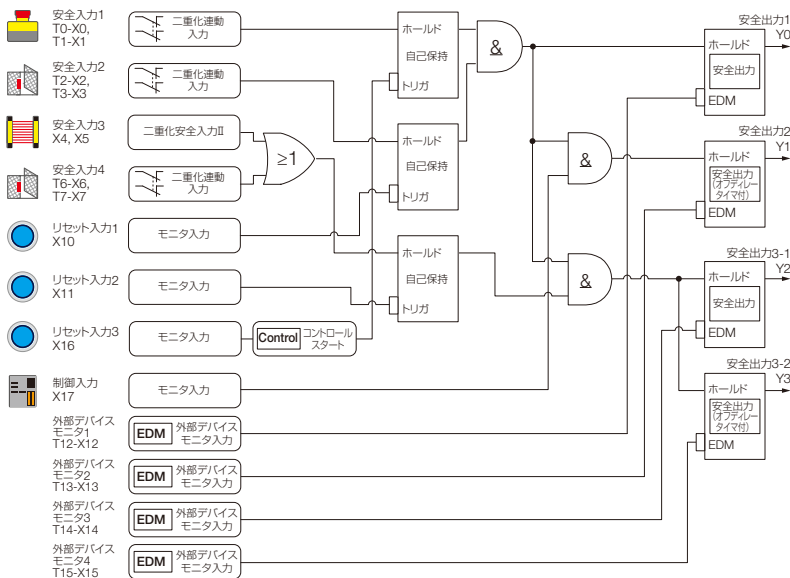 安全入力1
T0-X0,
T1-X1
二重化連動
入力
安全入力2
T2-X2,
T3-X3
二重化連動
入力
安全入力3
X4, X5
二重化安全入力II
安全入力4
T6-X6,
T7-X7
二重化連動
入力
≥1
リセット入力1
X10
モニタ入力
リセット入力2
X11
モニタ入力
リセット入力3
X16
モニタ入力
Control コントロール
スタート
制御入力
X17
モニタ入力
外部デバイス
モニタ1
T12-X12
EDM 外部デバイス
モニタ入力
外部デバイス
モニタ2
T13-X13
EDM 外部デバイス
モニタ入力
外部デバイス
モニタ3
T14-X14
EDM 外部デバイス
モニタ入力
外部デバイス
モニタ4
T15-X15
EDM 外部デバイス
モニタ入力
ホールド
自己保持
トリガ
ホールド
自己保持
トリガ
ホールド
自己保持
トリガ
&
&
&
安全出力1
Y0
ホールド
安全出力
EDM
安全出力2
Y1
ホールド
安全出力
(オフディレー
タイマ付)
EDM
安全出力3-1
Y2
ホールド
安全出力
EDM
安全出力3-2
Y3
ホールド
安全出力
(オフディレー
タイマ付)
EDM